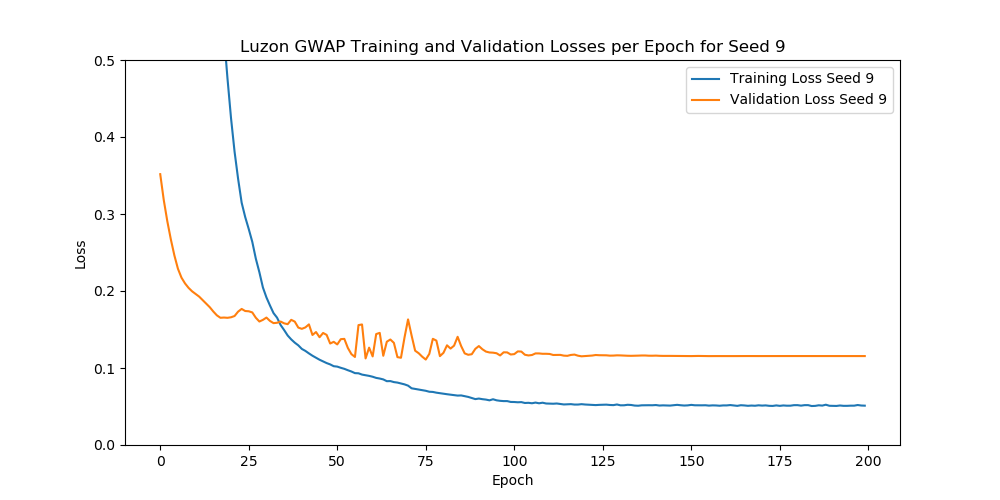 Luzon GWAP Training and Validation Losses per Epoch for Seed 9
Training Loss Seed 9
Validation Loss Seed 9
Loss
0.5
0.4
0.3
0.2
0.1
0.0
0 25 50 75 100 125 150 175 200
Epoch